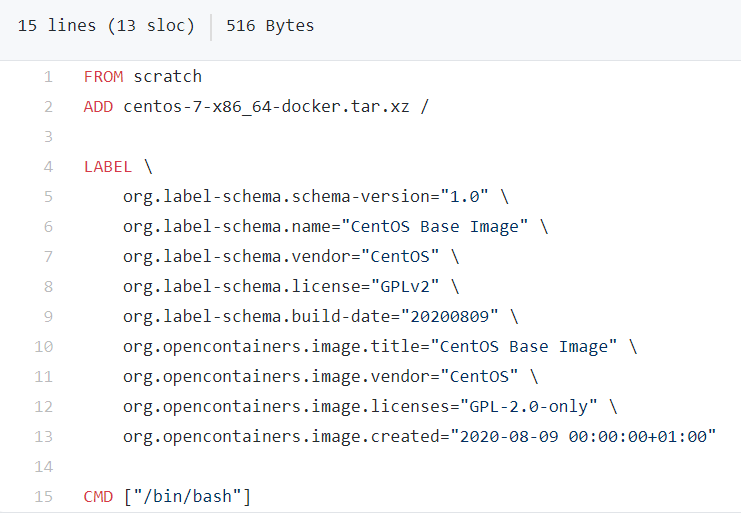 15 lines (13 sloc) 516 Bytes
1 FROM scratch
2 ADD centos-7-x86_64-docker.tar.xz /
3
4 LABEL \
5     org.label-schema.schema-version="1.0" \
6     org.label-schema.name="CentOS Base Image" \
7     org.label-schema.vendor="CentOS" \
8     org.label-schema.license="GPLv2" \
9     org.label-schema.build-date="20200809" \
10     org.opencontainers.image.title="CentOS Base Image" \
11     org.opencontainers.image.vendor="CentOS" \
12     org.opencontainers.image.licenses="GPL-2.0-only" \
13     org.opencontainers.image.created="2020-08-09 00:00:00+01:00"
14
15 CMD ["/bin/bash"]